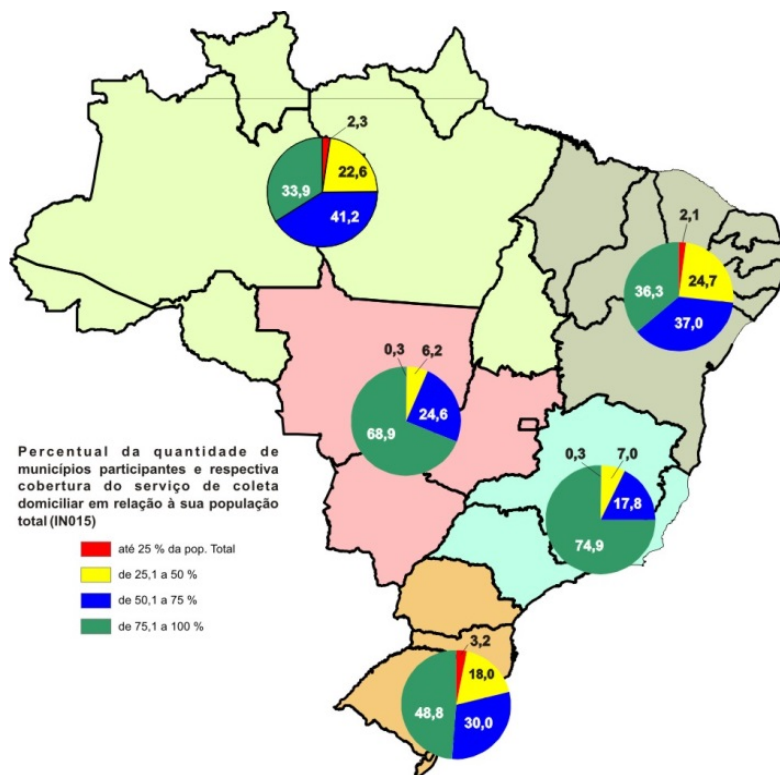 2,3
22,6
33,9
41,2
2,1
24,7
36,3
37,0
0,3 6,2
24,6
68,9
0,3 7,0
17,8
74,9
Percentual da quantidade de
municípios participantes e respectiva
cobertura do serviço de coleta
domiciliar em relação à sua população
total (IN015)
até 25 % da pop. Total
de 25,1 a 50 %
de 50,1 a 75 %
de 75,1 a 100 %
3,2
18,0
48,8
30,0